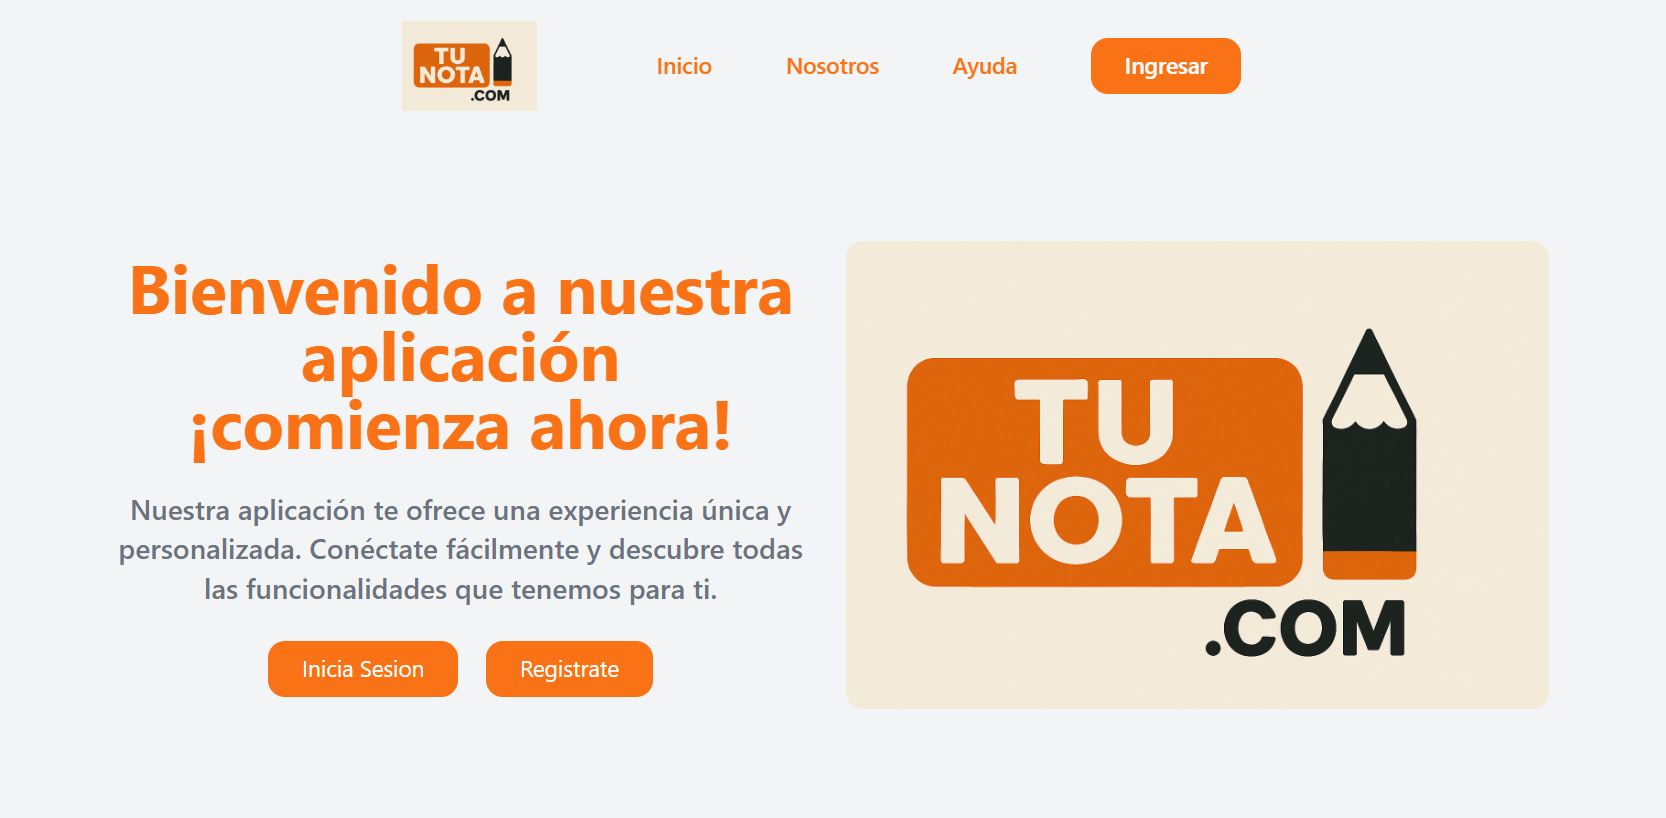 TU
NOTA
.COM
Inicio
Nosotros
Ayuda
Ingresar
Bienvenido a nuestra
aplicación
¡comienza ahora!
Nuestra aplicación te ofrece una experiencia única y
personalizada. Conéctate fácilmente y descubre todas
las funcionalidades que tenemos para ti.
Inicia Sesion
Registrate
TU
NOTA
.COM